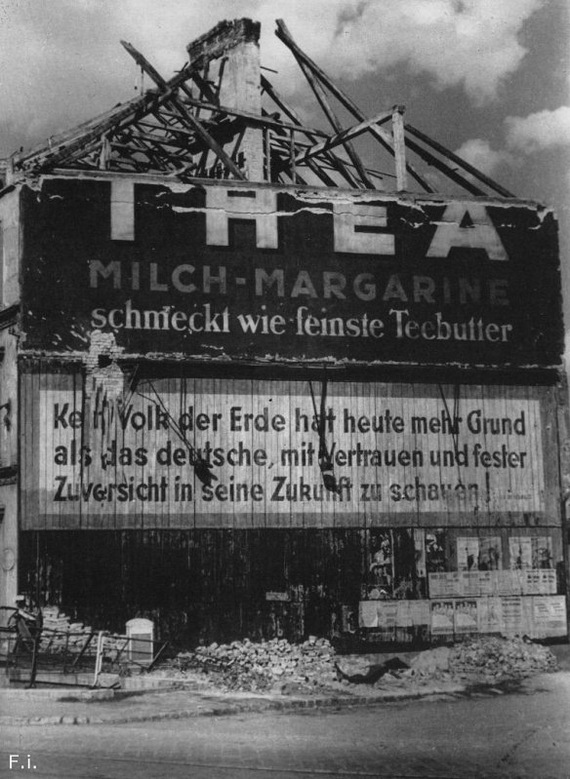 THEA
MILCH-MARGARINE
schmeckt wie feinste Teebutter
Kein Volk der Erde hat heute mehr Grund
als das deutsche, mit Vertrauen und fester
Zuversicht in seine Zukunft zu schauen
F.i.